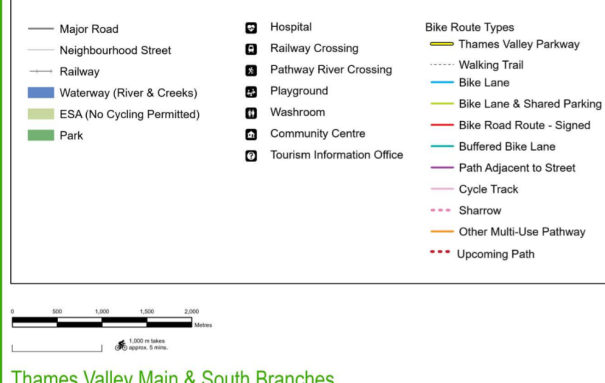 Major Road
Neighbourhood Street
Railway
Waterway (River & Creeks)
ESA (No Cycling Permitted)
Park
Hospital
Railway Crossing
Pathway River Crossing
Playground
Washroom
Community Centre
Tourism Information Office
Bike Route Types
Thames Valley Parkway
Walking Trail
Bike Lane
Bike Lane & Shared Parking
Bike Road Route - Signed
Buffered Bike Lane
Path Adjacent to Street
Cycle Track
Sharrow
Other Multi-Use Pathway
Upcoming Path
0 500 1,000 1,500 2,000
Metres
1,000 m takes
approx. 5 mins.
Thames Valley Main & South Branches